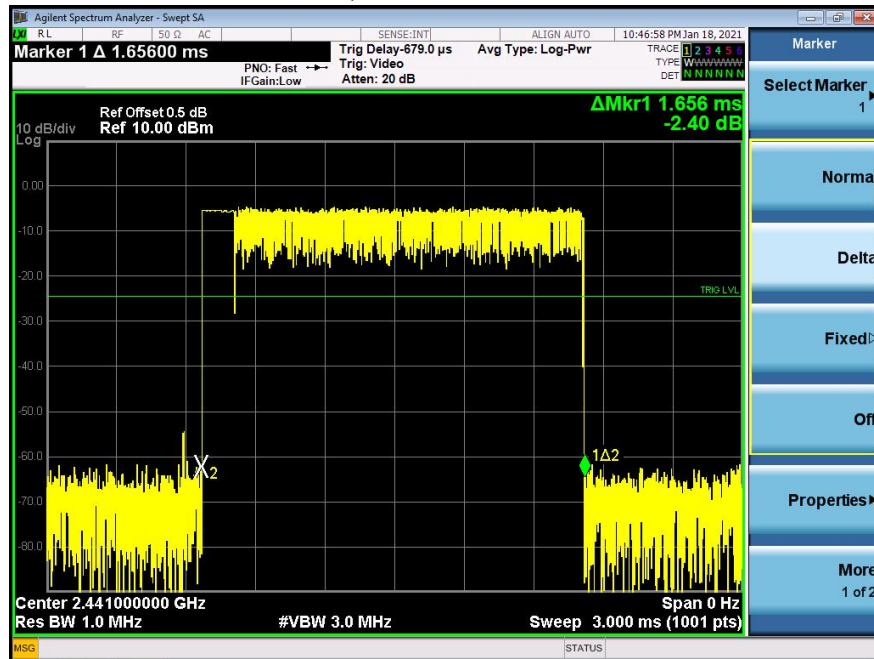 Agilent Spectrum Analyzer - Swept SA
LXI RL RF 50 Ω AC SENSE:INT ALIGN AUTO 10:46:58 PM Jan 18, 2021
Marker 1 Δ 1.65600 ms
PNO: Fast
IFGain:Low
Trig Delay-679.0 µs
Trig: Video
Atten: 20 dB
Avg Type: Log-Pwr
TRACE 1 2 3 4 5 6
TYPE WWWWWW
DET N N N N N N
Ref Offset 0.5 dB
10 dB/div Ref 10.00 dBm
Log
ΔMkr1 1.656 ms
-2.40 dB
0.00
-10.0
-20.0
TRIG LVL
-30.0
-40.0
-50.0
-60.0
X2
1Δ2
-70.0
-80.0
Center 2.441000000 GHz Span 0 Hz
Res BW 1.0 MHz #VBW 3.0 MHz Sweep 3.000 ms (1001 pts)
MSG STATUS
Marker
Select Marker
1
Norma
Delta
Fixed
Off
Properties
More
1 of 2